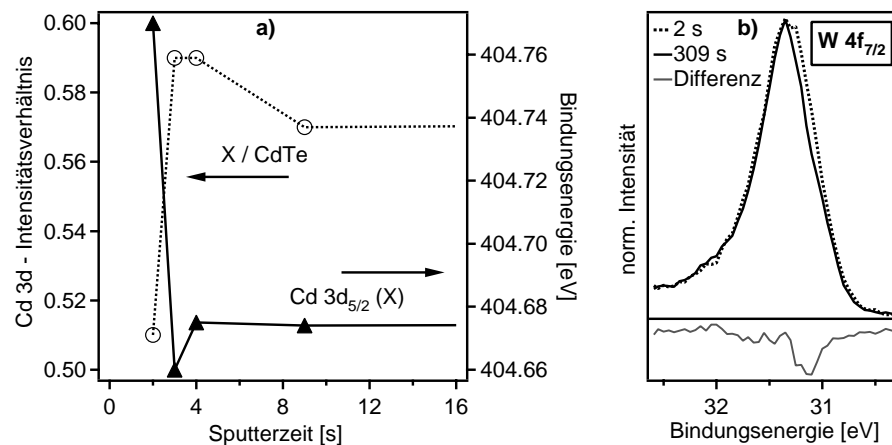 a)
0.60
0.58
0.56
0.54
0.52
0.50
Cd 3d - Intensitätsverhältnis
X / CdTe
Cd 3d5/2 (X)
404.76
404.74
404.72
404.70
404.68
404.66
Bindungsenergie [eV]
0 4 8 12 16
Sputterzeit [s]
b)
W 4f7/2
2 s
309 s
Differenz
norm. Intensität
32 31
Bindungsenergie [eV]